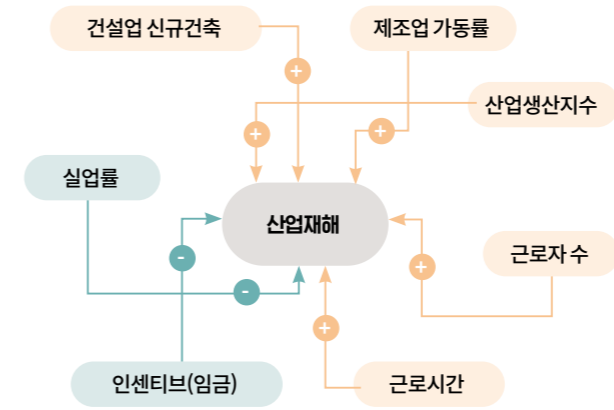 건설업 신규건축
제조업 가동률
+
산업생산지수
+
+
실업률
산업재해
근로자 수
-
+
-
+
인센티브(임금)
근로시간